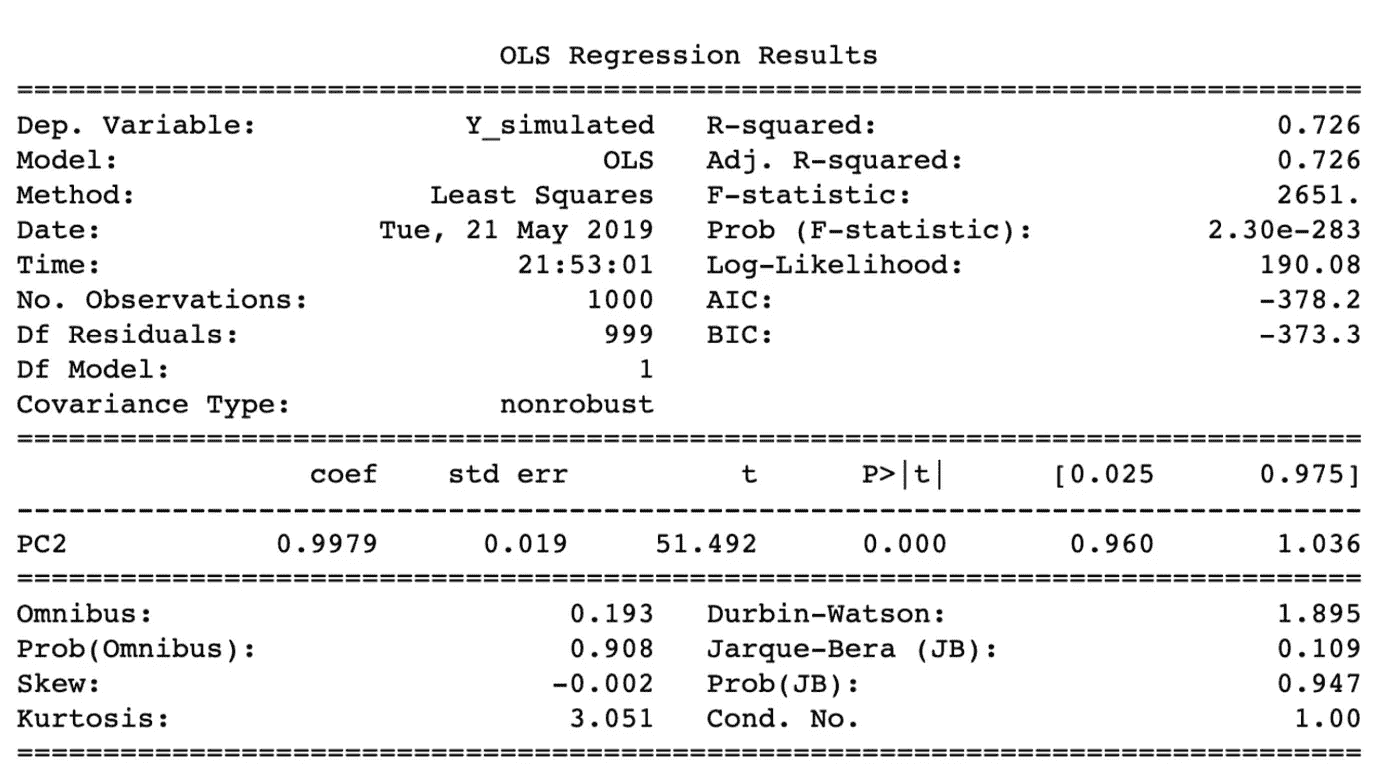 OLS Regression Results
==============================================================================
Dep. Variable: Y_simulated R-squared: 0.726
Model: OLS Adj. R-squared: 0.726
Method: Least Squares F-statistic: 2651.
Date: Tue, 21 May 2019 Prob (F-statistic): 2.30e-283
Time: 21:53:01 Log-Likelihood: 190.08
No. Observations: 1000 AIC: -378.2
Df Residuals: 999 BIC: -373.3
Df Model: 1
Covariance Type: nonrobust
==============================================================================
coef std err t P>|t| [0.025 0.975]
------------------------------------------------------------------------------
PC2 0.9979 0.019 51.492 0.000 0.960 1.036
==============================================================================
Omnibus: 0.193 Durbin-Watson: 1.895
Prob(Omnibus): 0.908 Jarque-Bera (JB): 0.109
Skew: -0.002 Prob(JB): 0.947
Kurtosis: 3.051 Cond. No. 1.00
==============================================================================